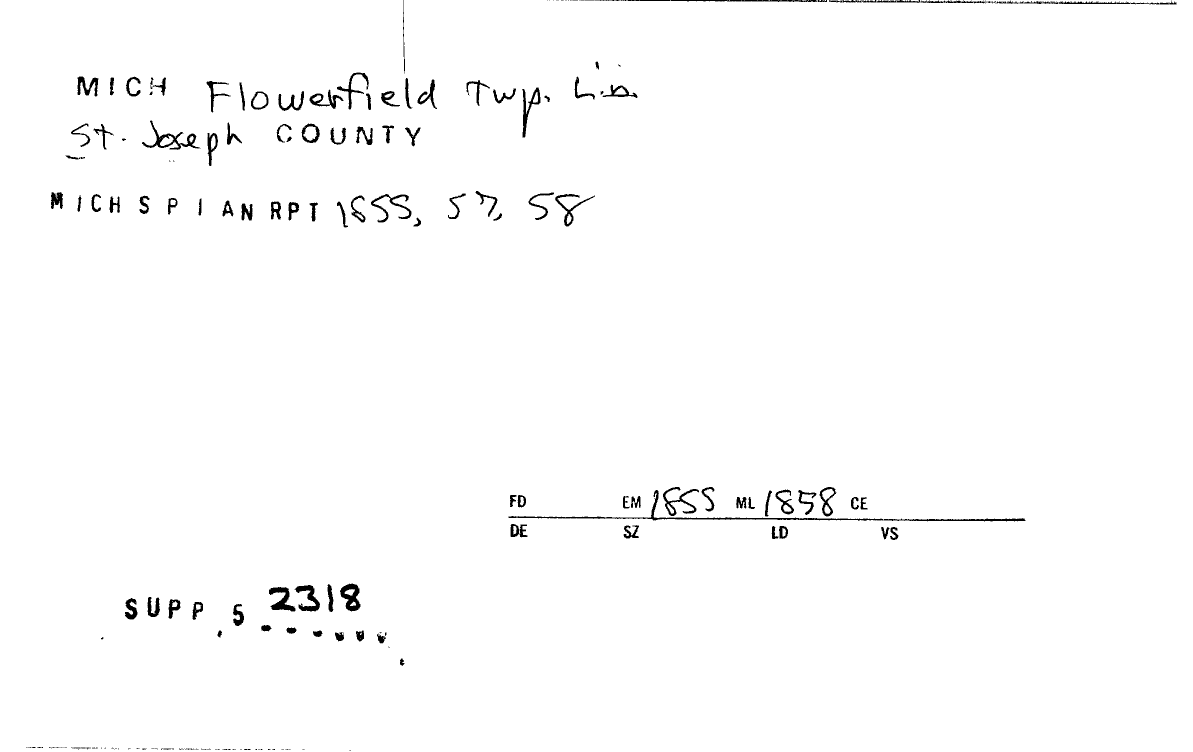 MICH Flowerfield Twp. Lib.
St. Joseph COUNTY
MICH S P I AN RPT 1855, 57, 58
FD EM 1855 ML 1858 CE
DE SZ LD VS
SUPP 5 2318